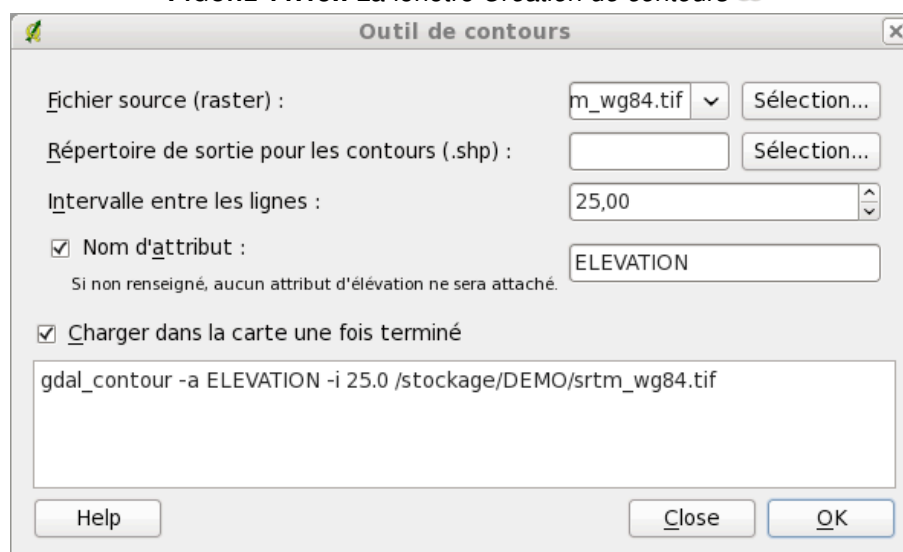 Outil de contours
Fichier source (raster) :
m_wg84.tif
Sélection...
Répertoire de sortie pour les contours (.shp) :
Sélection...
Intervalle entre les lignes :
25,00
Nom d'attribut :
ELEVATION
Si non renseigné, aucun attribut d'élévation ne sera attaché.
Charger dans la carte une fois terminé
gdal_contour -a ELEVATION -i 25.0 /stockage/DEMO/srtm_wg84.tif
Help
Close
OK